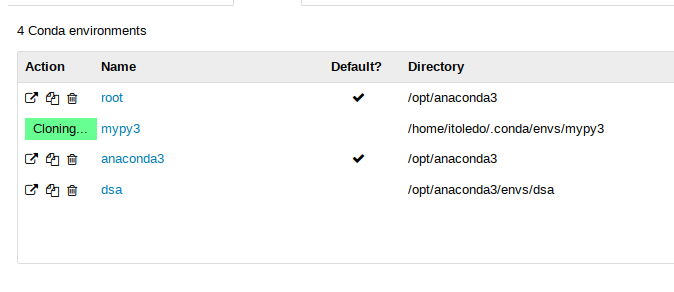 4 Conda environments
Action Name Default? Directory
root /opt/anaconda3
Cloning... mypy3 /home/itoledo/.conda/envs/mypy3
anaconda3 /opt/anaconda3
dsa /opt/anaconda3/envs/dsa